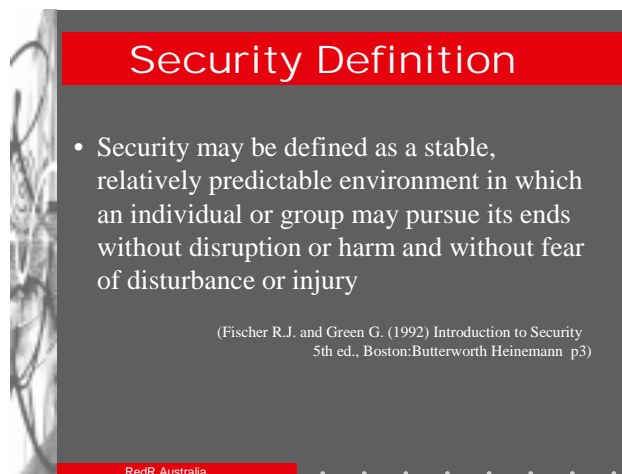 Security Definition
• Security may be defined as a stable,
relatively predictable environment in which
an individual or group may pursue its ends
without disruption or harm and without fear
of disturbance or injury
(Fischer R.J. and Green G. (1992) Introduction to Security
5th ed., Boston:Butterworth Heinemann p3)
RedR Australia